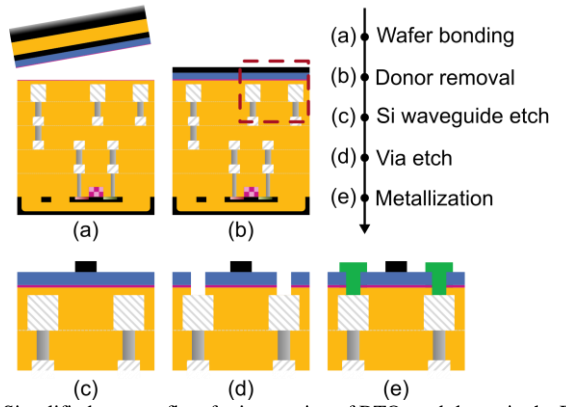 (a) Wafer bonding
(b) Donor removal
(c) Si waveguide etch
(d) Via etch
(e) Metallization
(a)
(b)
(c)
(d)
(e)